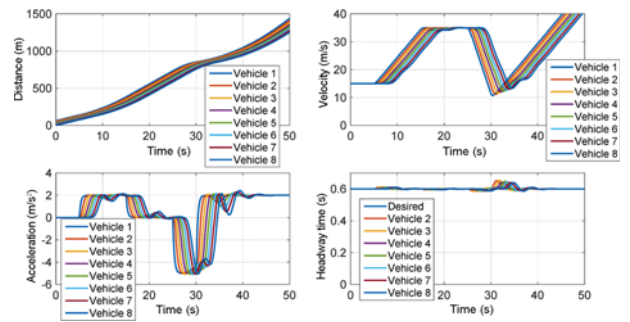 1500
1000
500
0
Distance (m)
0 10 20 30 40 50
Time (s)
Vehicle 1
Vehicle 2
Vehicle 3
Vehicle 4
Vehicle 5
Vehicle 6
Vehicle 7
Vehicle 8
40
30
20
10
0
Velocity (m/s)
0 20 40
Time (s)
Vehicle 1
Vehicle 2
Vehicle 3
Vehicle 4
Vehicle 5
Vehicle 6
Vehicle 7
Vehicle 8
4
2
0
-2
-4
-6
Acceleration (m/s²)
0 10 20 30 40 50
Time (s)
Vehicle 1
Vehicle 2
Vehicle 3
Vehicle 4
Vehicle 5
Vehicle 6
Vehicle 7
Vehicle 8
0.6
0.4
0.2
0
Headway time (s)
0 10 20 30 40 50
Time (s)
Desired
Vehicle 2
Vehicle 3
Vehicle 4
Vehicle 5
Vehicle 6
Vehicle 7
Vehicle 8